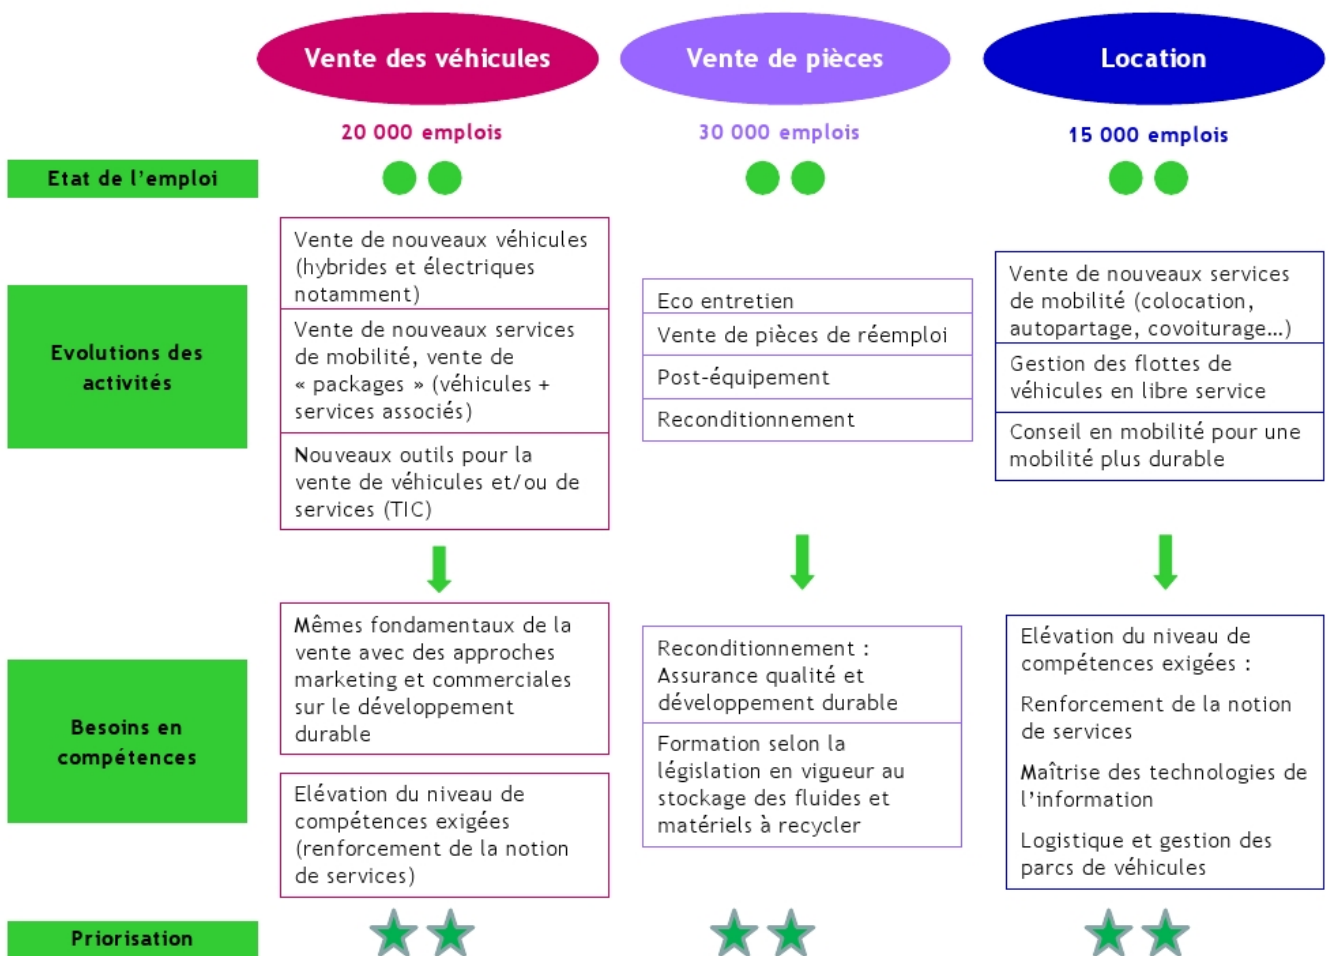 Vente des véhicules
Vente de pièces
Location
20 000 emplois
30 000 emplois
15 000 emplois
Etat de l'emploi
Evolutions des
activités
Vente de nouveaux véhicules
(hybrides et électriques
notamment)
Vente de nouveaux services
de mobilité, vente de
« packages » (véhicules +
services associés)
Nouveaux outils pour la
vente de véhicules et/ou de
services (TIC)
Eco entretien
Vente de pièces de réemploi
Post-équipement
Reconditionnement
Vente de nouveaux services
de mobilité (colocation,
autopartage, covoiturage...)
Gestion des flottes de
véhicules en libre service
Conseil en mobilité pour une
mobilité plus durable
Besoins en
compétences
Mêmes fondamentaux de la
vente avec des approches
marketing et commerciales
sur le développement
durable
Elévation du niveau de
compétences exigées
(renforcement de la notion
de services)
Reconditionnement :
Assurance qualité et
développement durable
Formation selon la
législation en vigueur au
stockage des fluides et
matériels à recycler
Elévation du niveau de
compétences exigées :
Renforcement de la notion
de services
Maîtrise des technologies de
l'information
Logistique et gestion des
parcs de véhicules
Priorisation